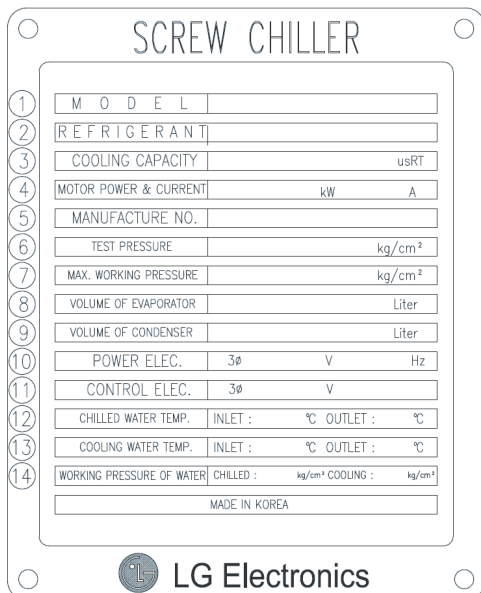 SCREW CHILLER
1 MODEL
2 REFRIGERANT
3 COOLING CAPACITY usRT
4 MOTOR POWER & CURRENT kW A
5 MANUFACTURE NO.
6 TEST PRESSURE kg/cm²
7 MAX. WORKING PRESSURE kg/cm²
8 VOLUME OF EVAPORATOR Liter
9 VOLUME OF CONDENSER Liter
10 POWER ELEC. 3ø V Hz
11 CONTROL ELEC. 3ø V
12 CHILLED WATER TEMP. INLET : ℃ OUTLET : ℃
13 COOLING WATER TEMP. INLET : ℃ OUTLET : ℃
14 WORKING PRESSURE OF WATER CHILLED : kg/cm² COOLING : kg/cm²
MADE IN KOREA
LG Electronics